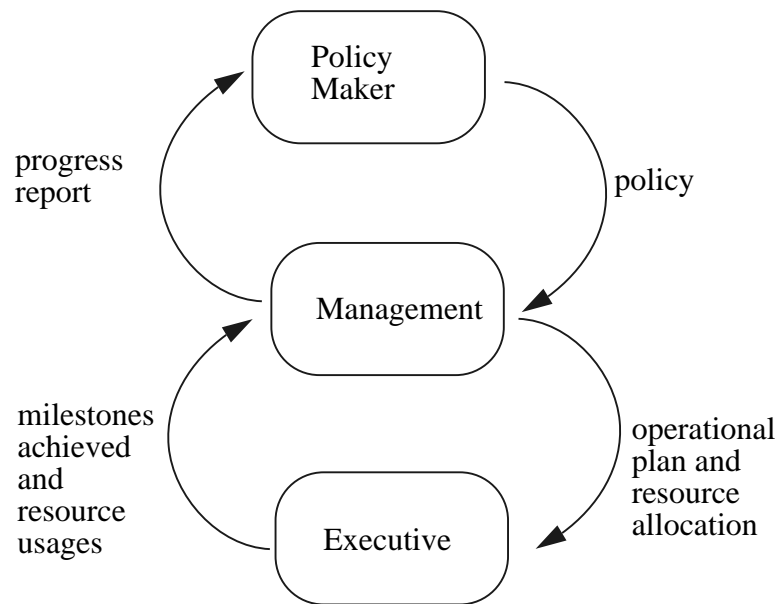 Policy
Maker
progress
report
policy
Management
milestones
achieved
and
resource
usages
operational
plan and
resource
allocation
Executive